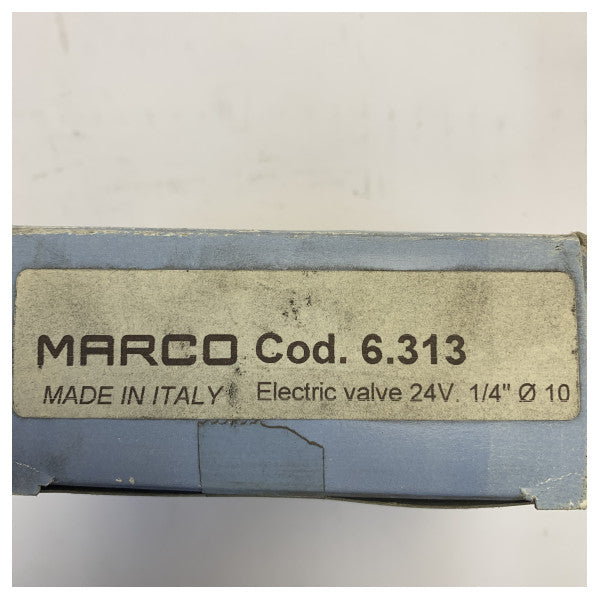 MARCO Cod. 6.313
MADE IN ITALY Electric valve 24V. 1/4" Ø 10